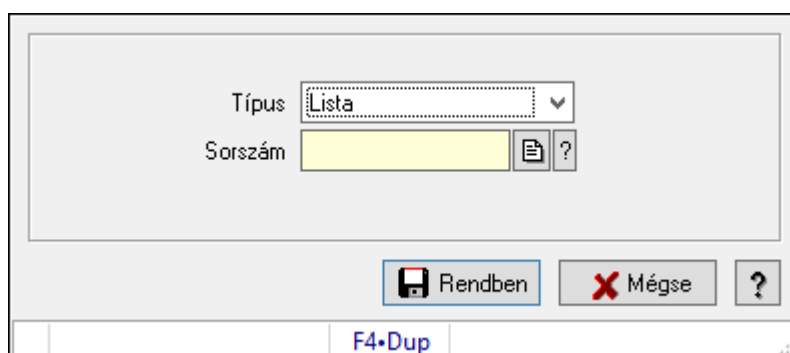 Típus Lista
Sorszám ?
Rendben Mégse ?
F4•Dup